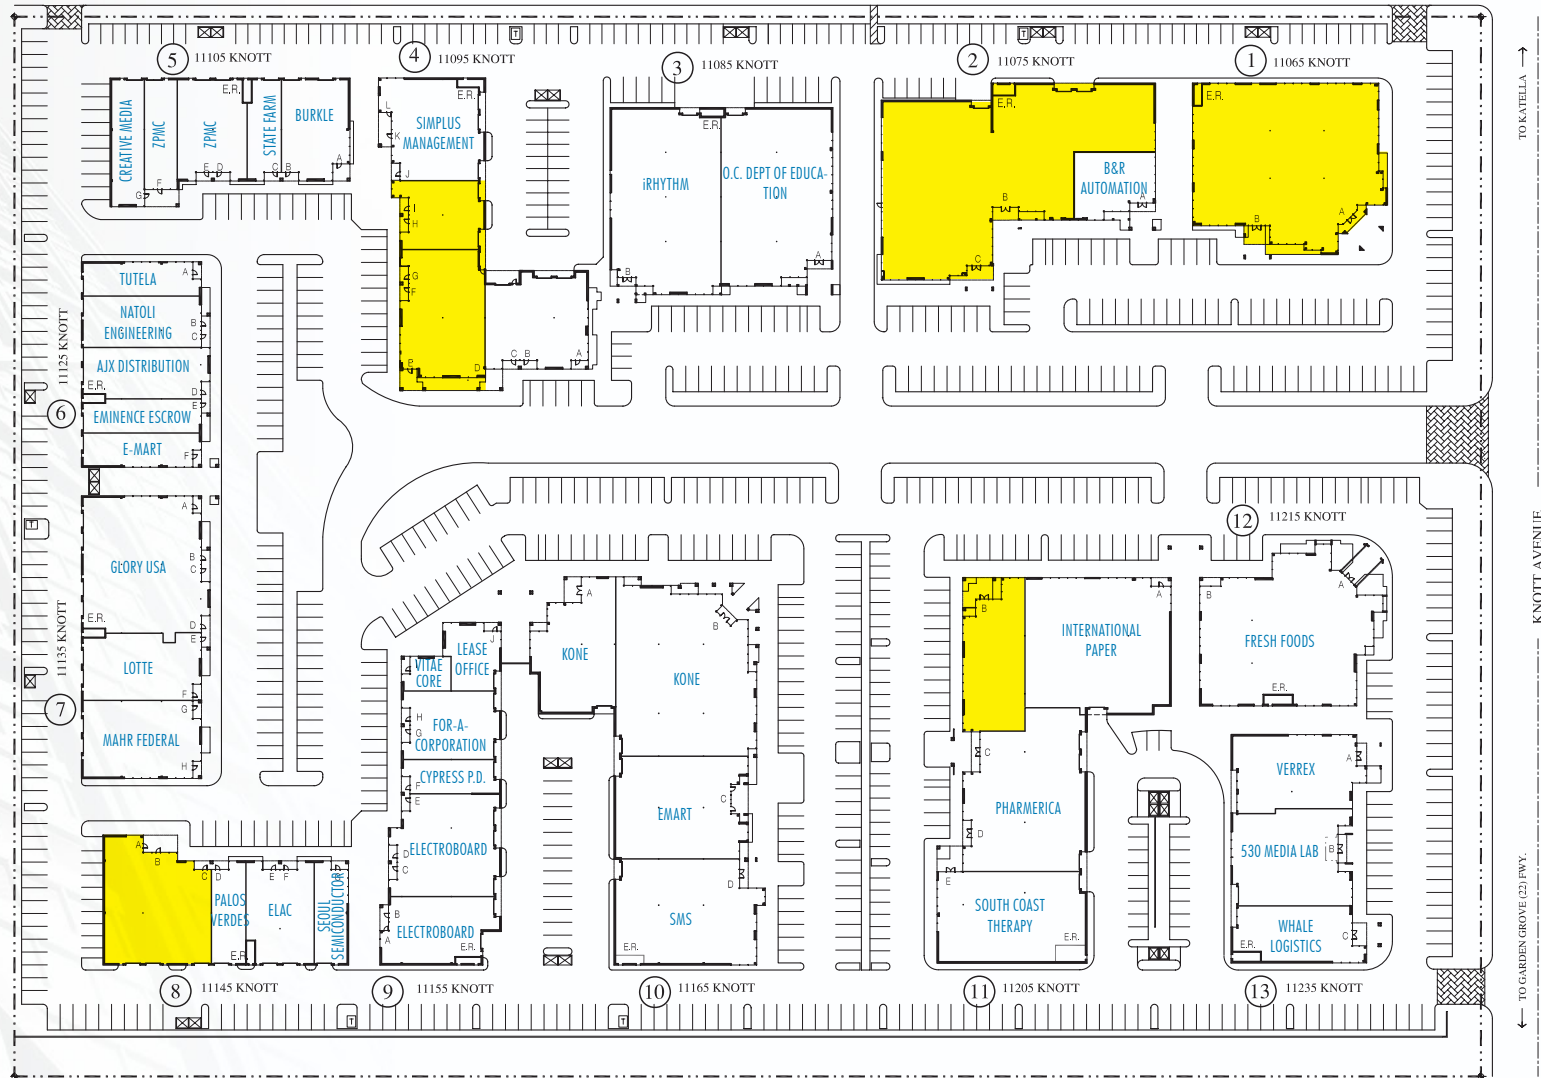 5
11105 KNOTT
4
11095 KNOTT
3
11085 KNOTT
2
11075 KNOTT
1
11065 KNOTT
T
T
TO KATELLA
E.R.
CREATIVE MEDIA
ZPMC
ZPMC
STATE FARM
BURKLE
G
F
E
D
C
B
A
E.R.
L
K
J
SIMPLUS
MANAGEMENT
I
H
G
F
E
D
C
B
A
E.R.
iRHYTHM
O.C. DEPT OF EDUCA-
TION
B
A
E.R.
B&R
AUTOMATION
A
B
C
E.R.
B
A
11125 KNOTT
6
TUTELA
NATOLI
ENGINEERING
AJX DISTRIBUTION
E.R.
EMINENCE ESCROW
E-MART
A
B
C
D
E
F
T
11135 KNOTT
7
GLORY USA
E.R.
LOTTE
MAHR FEDERAL
A
B
C
D
E
F
G
H
12
11215 KNOTT
KNOTT AVENUE
LEASE
OFFICE
J
VITAE
CORE
FOR-A-
CORPORATION
H
G
CYPRESS P.D.
F
E
ELECTROBOARD
D
C
ELECTROBOARD
B
A
E.R.
KONE
A
KONE
B
EMART
C
SMS
D
E.R.
B
INTERNATIONAL
PAPER
A
PHARMERICA
C
D
E
SOUTH COAST
THERAPY
E.R.
B
A
FRESH FOODS
E.R.
VERREX
A
530 MEDIA LAB
B
WHALE
LOGISTICS
C
E.R.
A
B
C
D
PALOS
VERDES
E.R.
E
F
ELAC
SEOUL
SEMICONDUCTOR
8
11145 KNOTT
9
11155 KNOTT
10
11165 KNOTT
11
11205 KNOTT
13
11235 KNOTT
T
T
TO GARDEN GROVE (22) FWY.